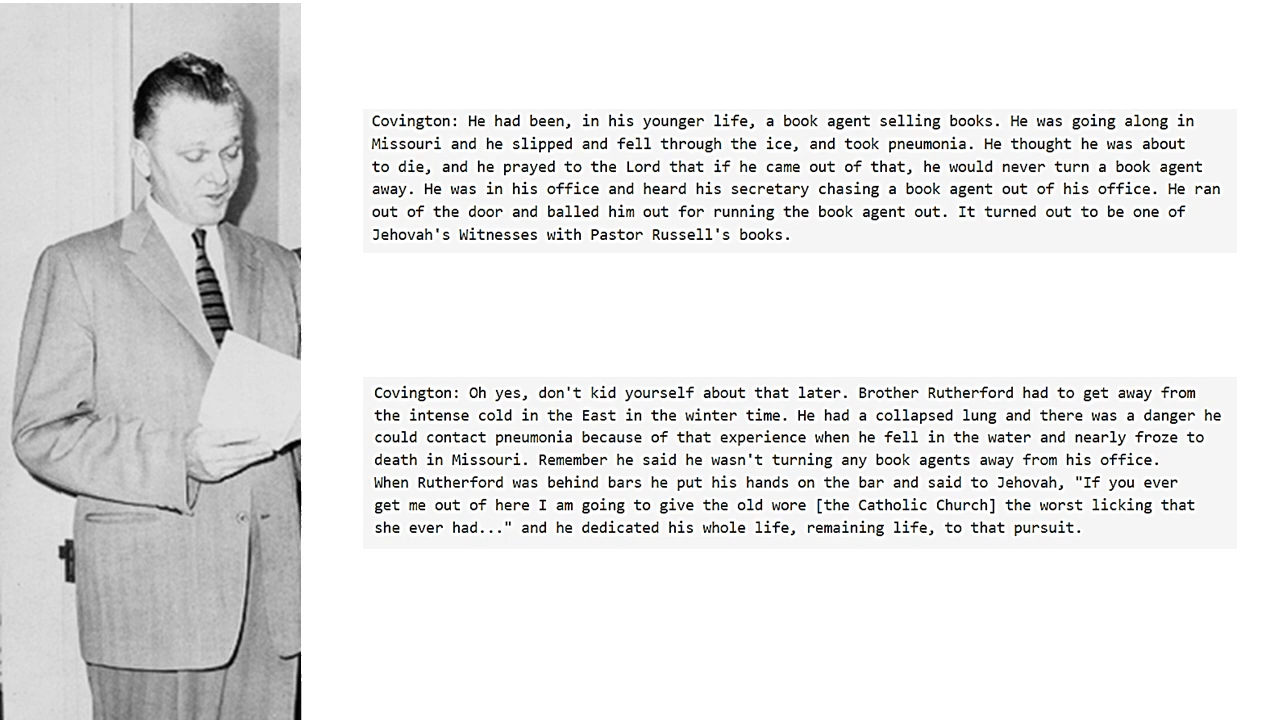 Covington: He had been, in his younger life, a book agent selling books. He was going along in
Missouri and he slipped and fell through the ice, and took pneumonia. He thought he was about
to die, and he prayed to the Lord that if he came out of that, he would never turn a book agent
away. He was in his office and heard his secretary chasing a book agent out of his office. He ran
out of the door and balled him out for running the book agent out. It turned out to be one of
Jehovah's Witnesses with Pastor Russell's books.
Covington: Oh yes, don't kid yourself about that later. Brother Rutherford had to get away from
the intense cold in the East in the winter time. He had a collapsed lung and there was a danger he
could contact pneumonia because of that experience when he fell in the water and nearly froze to
death in Missouri. Remember he said he wasn't turning any book agents away from his office.
When Rutherford was behind bars he put his hands on the bar and said to Jehovah, "If you ever
get me out of here I am going to give the old wore [the Catholic Church] the worst licking that
she ever had..." and he dedicated his whole life, remaining life, to that pursuit.